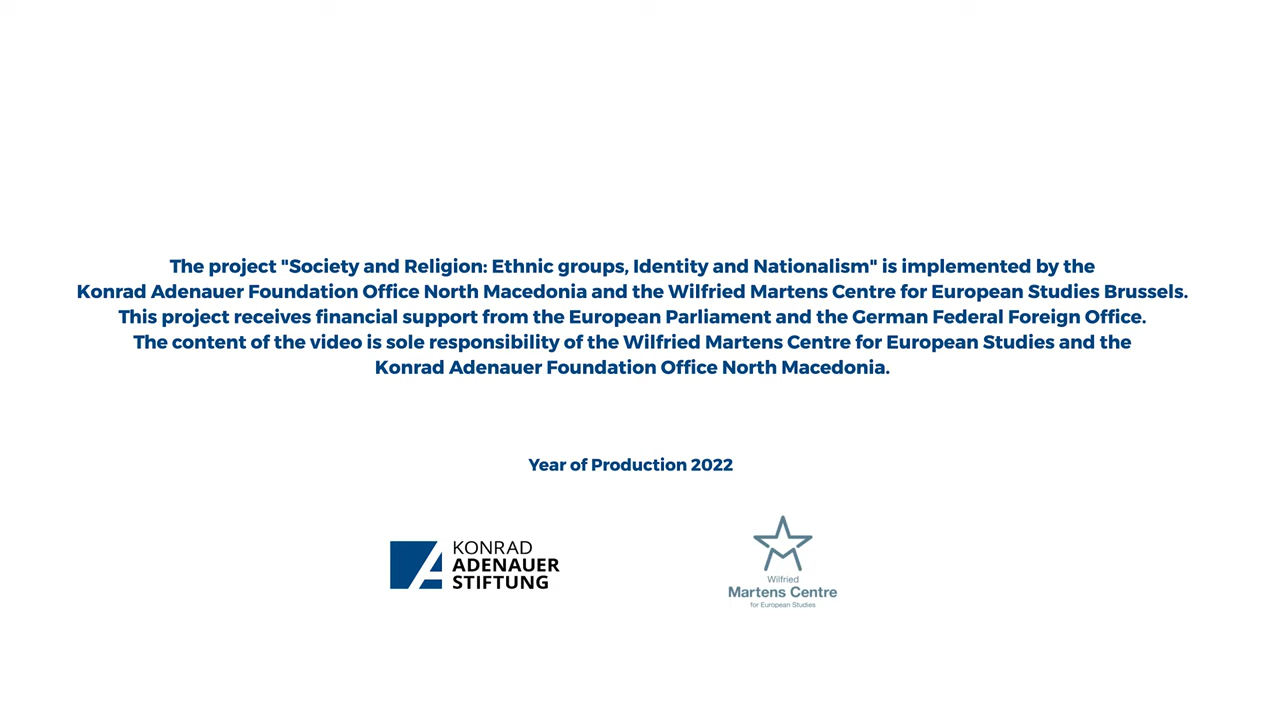 The project "Society and Religion: Ethnic groups, Identity and Nationalism" is implemented by the
Konrad Adenauer Foundation Office North Macedonia and the Wilfried Martens Centre for European Studies Brussels.
This project receives financial support from the European Parliament and the German Federal Foreign Office.
The content of the video is sole responsibility of the Wilfried Martens Centre for European Studies and the
Konrad Adenauer Foundation Office North Macedonia.
Year of Production 2022
KONRAD
ADENAUER
STIFTUNG
Wilfried
Martens Centre
for European Studies